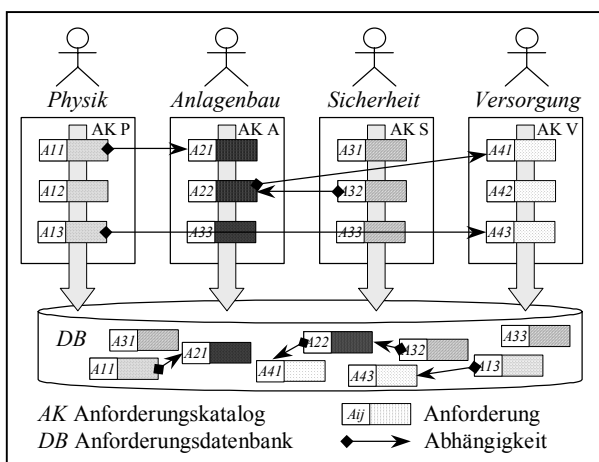 Physik Anlagenbau Sicherheit Versorgung
AK P AK A AK S AK V
A11 A21 A31 A41
A12 A22 A32 A42
A13 A33 A33 A43
DB
A31 A21 A22 A32 A33
A11 A41 A43 A13
AK Anforderungskatalog
Aij Anforderung
DB Anforderungsdatenbank
Abhängigkeit